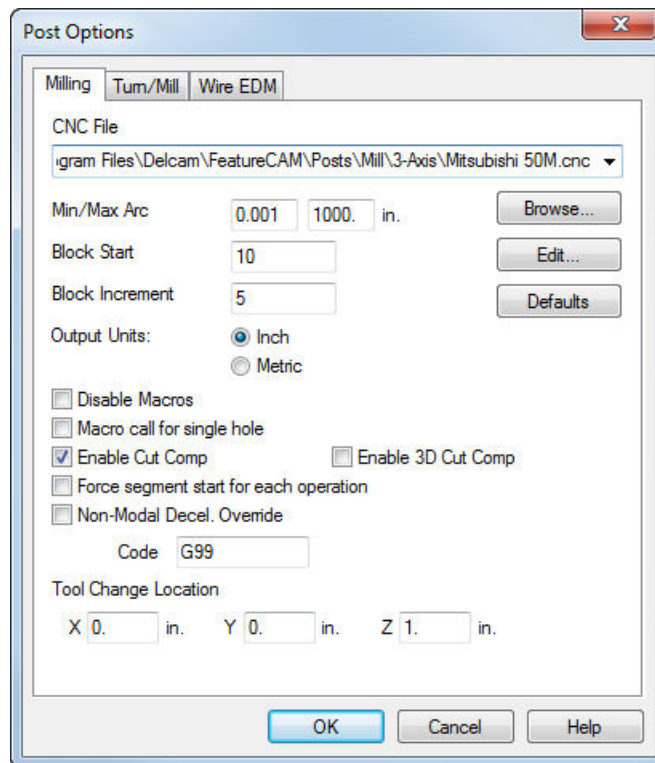 Post Options
Milling Turn/Mill Wire EDM
CNC File
gram Files\Delcam\FeatureCAM\Posts\Mill\3-Axis\Mitsubishi 50M.cnc
Min/Max Arc 0.001 1000. in. Browse...
Block Start 10 Edit...
Block Increment 5 Defaults
Output Units: Inch
Metric
Disable Macros
Macro call for single hole
Enable Cut Comp Enable 3D Cut Comp
Force segment start for each operation
Non-Modal Decel. Override
Code G99
Tool Change Location
X 0. in. Y 0. in. Z 1. in.
OK Cancel Help